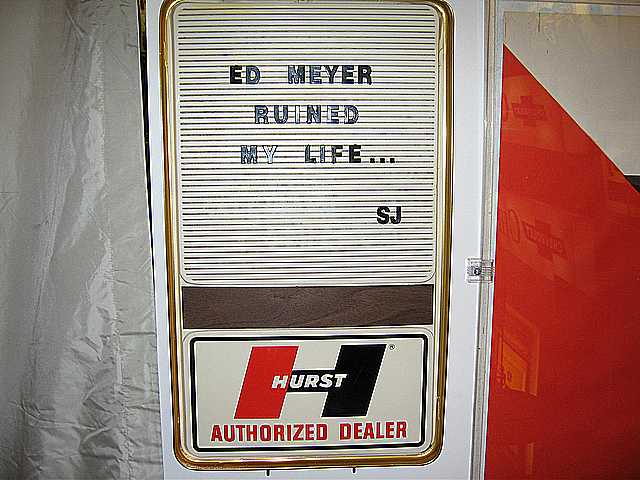 ED MEYER
RUINED
MY LIFE...
SJ
HURST
®
AUTHORIZED DEALER